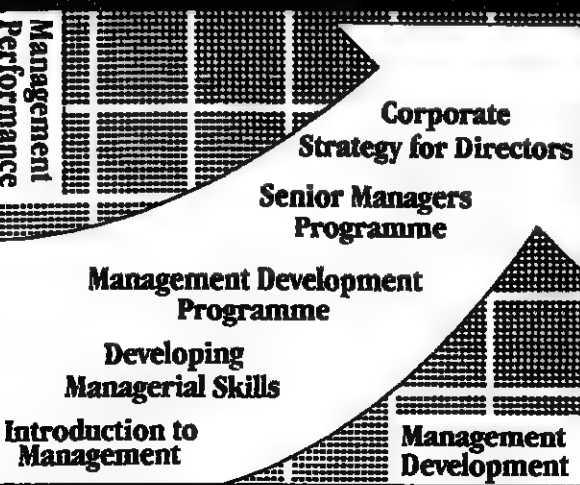 Management
Performance
Corporate
Strategy for Directors
Senior Managers
Programme
Management Development
Programme
Developing
Managerial Skills
Introduction to
Management
Management
Development